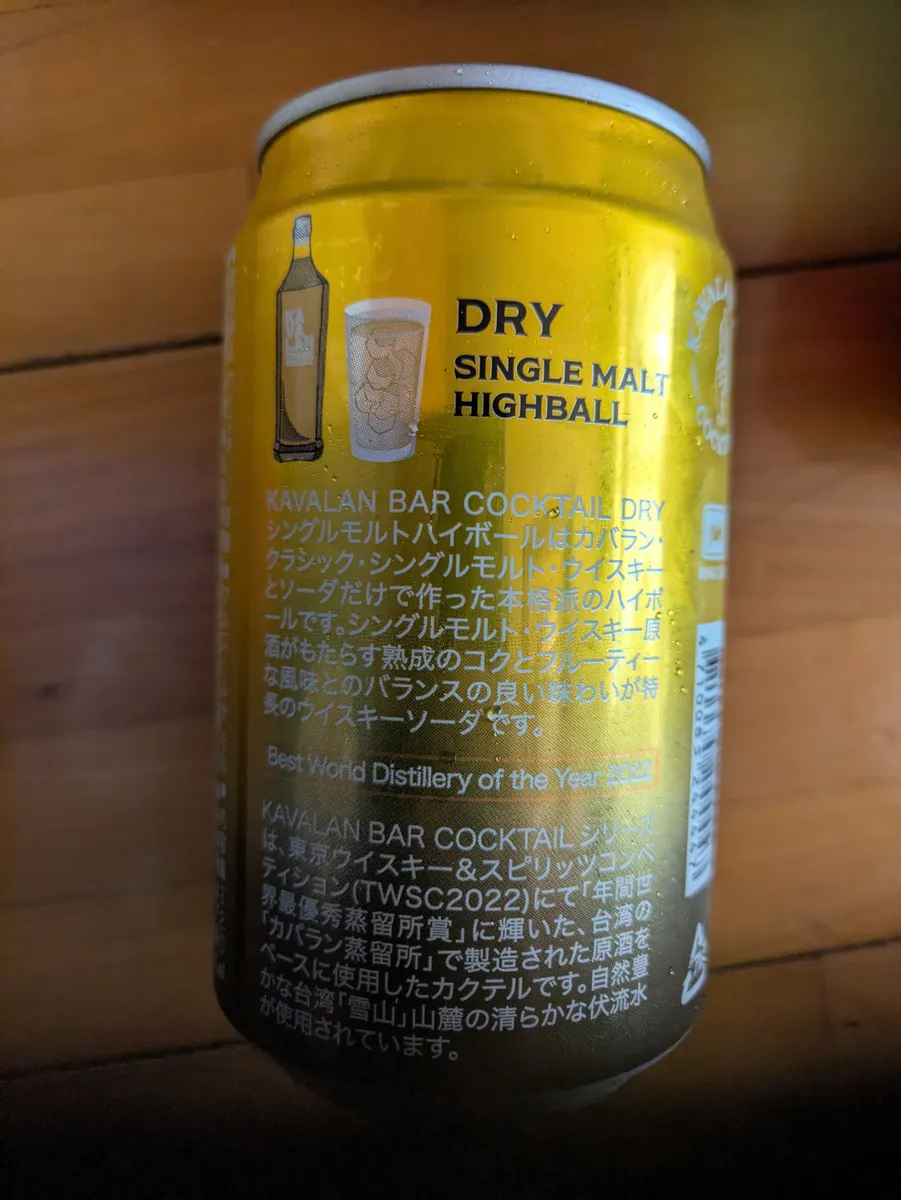 DRY
SINGLE MALT
HIGHBALL
KAVALAN BAR COCKTAIL DRY
シングルモルトハイボールはカバラン・
クラシック・シングルモルト・ウイスキー
とソーダだけで作った本格派のハイボ
ールです。シングルモルト・ウイスキー原
酒がもたらす熟成のコクとフルーティー
な風味とのバランスの良い味わいが特
長のウイスキーソーダです。
Best World Distillery of the Year 2022
KAVALAN BAR COCKTAIL シリーズ
は、東京ウイスキー&スピリッツコンペ
ティション(TWSC2022)にて「年間世
界最優秀蒸留所賞」に輝いた、台湾の
「カバラン蒸留所」で製造された原酒を
ベースに使用したカクテルです。自然豊
かな台湾「雪山」山麓の清らかな伏流水
が使用されています。